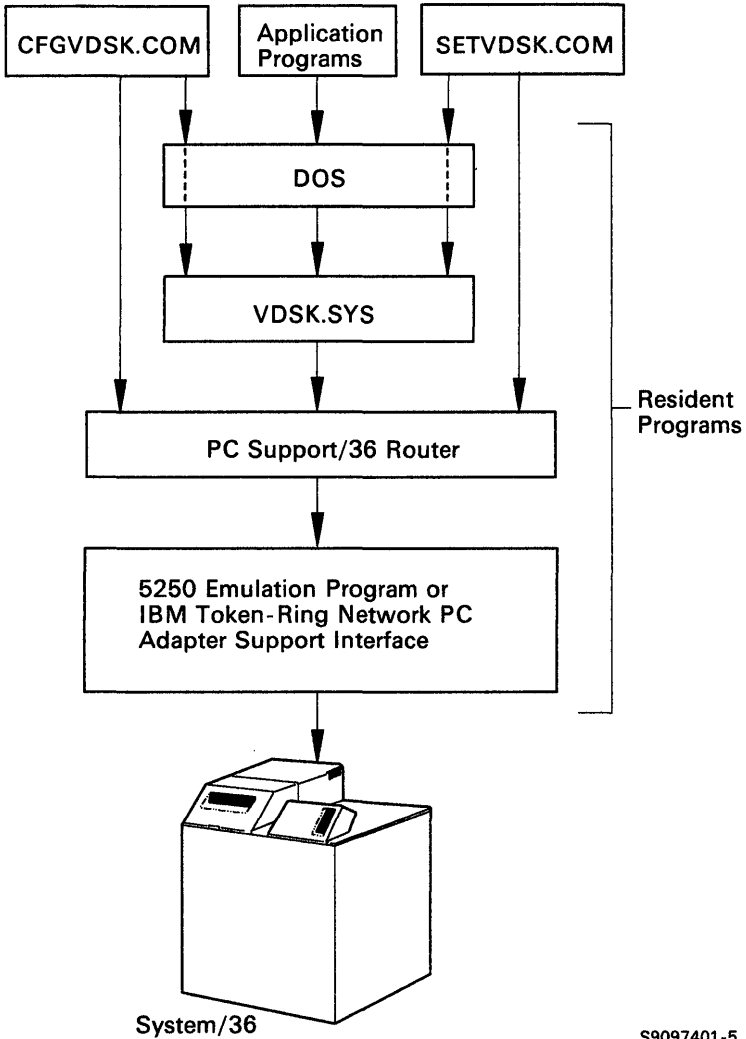 CFGVDSK.COM
Application
Programs
SETVDSK.COM
DOS
VDSK.SYS
Resident
Programs
PC Support/36 Router
5250 Emulation Program or
IBM Token-Ring Network PC
Adapter Support Interface
System/36
S9097401-5